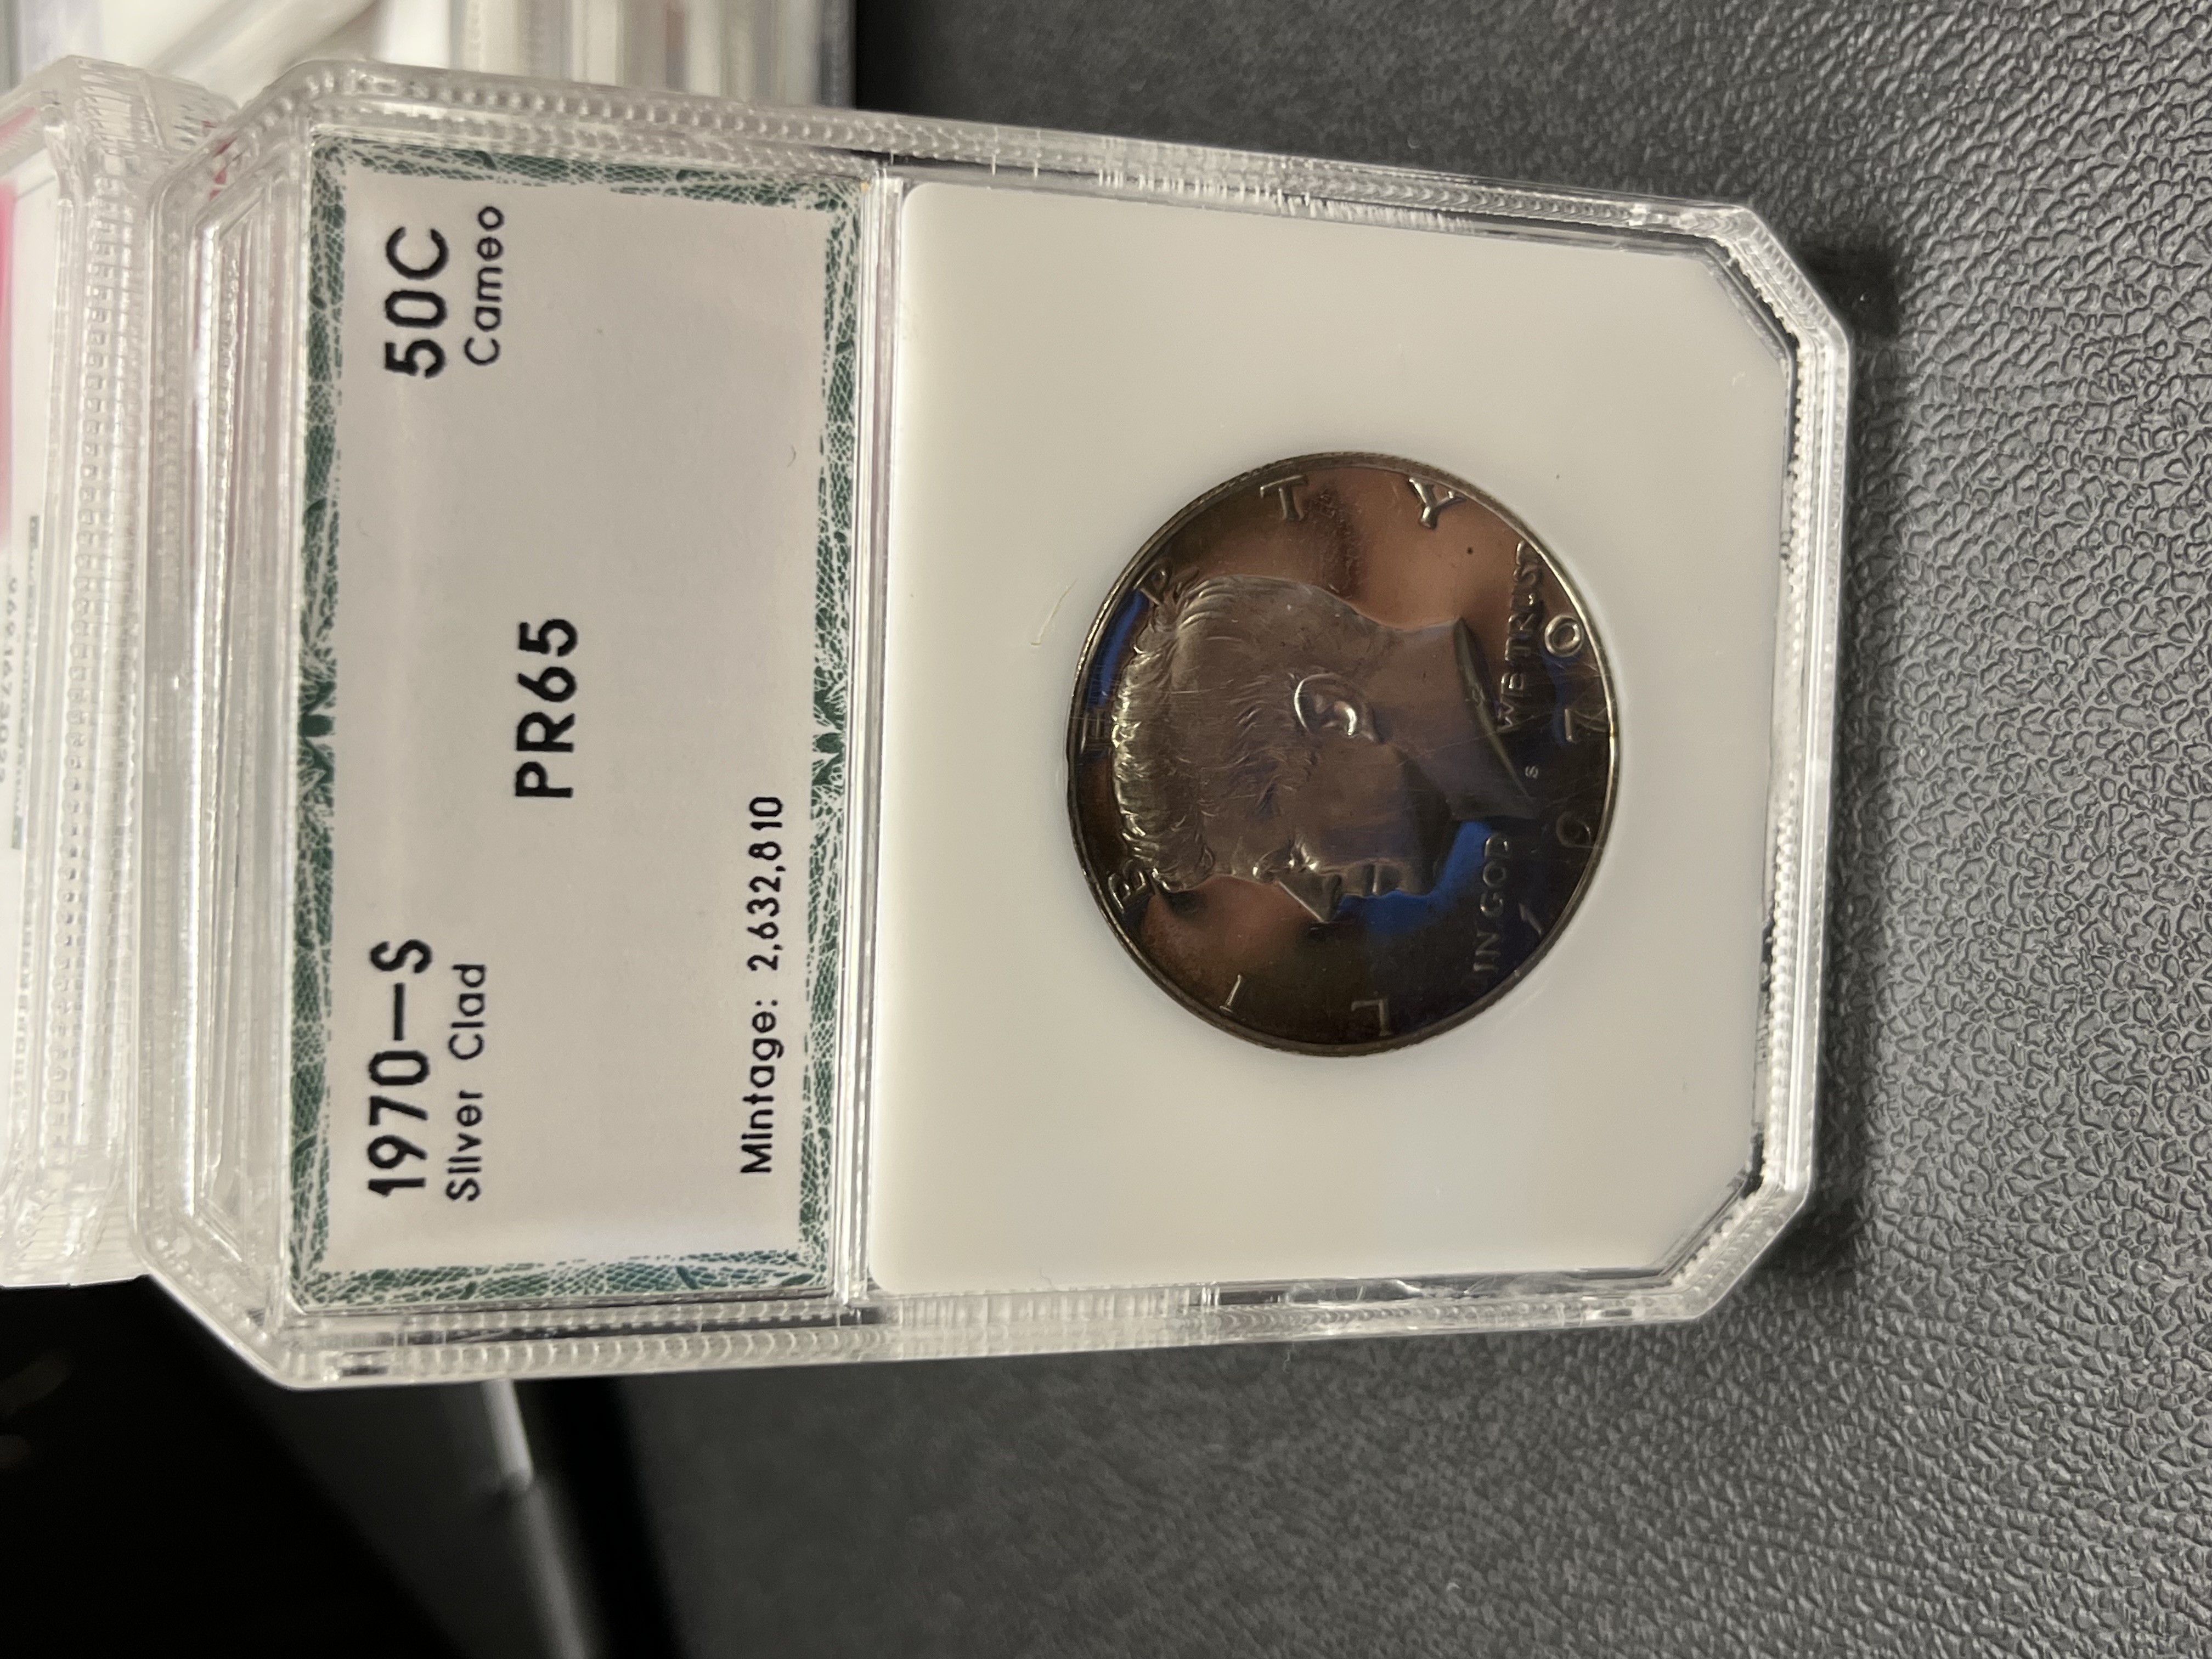 1970-S 50C
Silver Clad Cameo
PR65
Mintage: 2,632,810
LIBERTY
IN GOD WE TRUST
S
1970